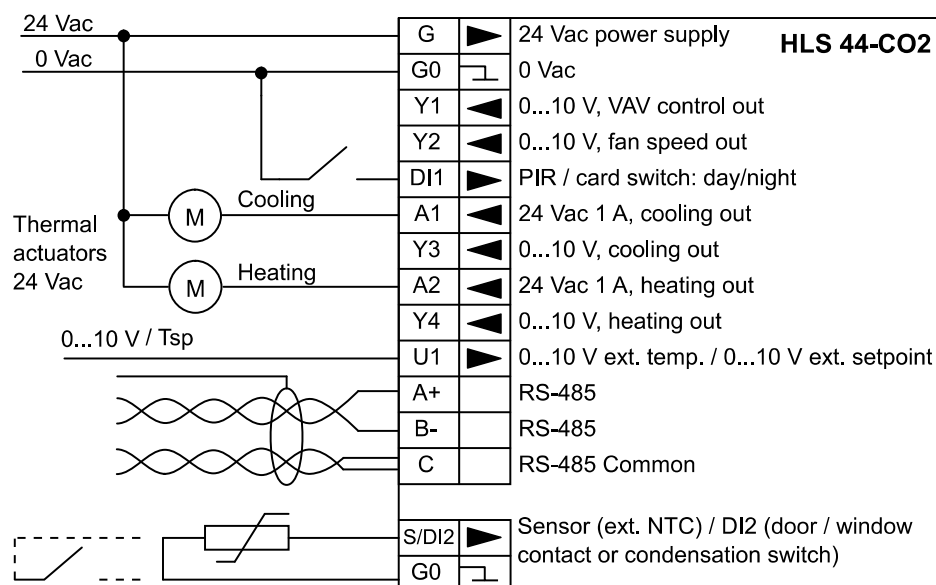 24 Vac
0 Vac
G 24 Vac power supply HLS 44-CO2
G0 0 Vac
Y1 0...10 V, VAV control out
Y2 0...10 V, fan speed out
DI1 PIR / card switch: day/night
M Cooling A1 24 Vac 1 A, cooling out
Thermal
actuators
24 Vac
Y3 0...10 V, cooling out
M Heating A2 24 Vac 1 A, heating out
Y4 0...10 V, heating out
0...10 V / Tsp
U1 0...10 V ext. temp. / 0...10 V ext. setpoint
A+ RS-485
B- RS-485
C RS-485 Common
S/DI2 Sensor (ext. NTC) / DI2 (door / window
contact or condensation switch)
G0